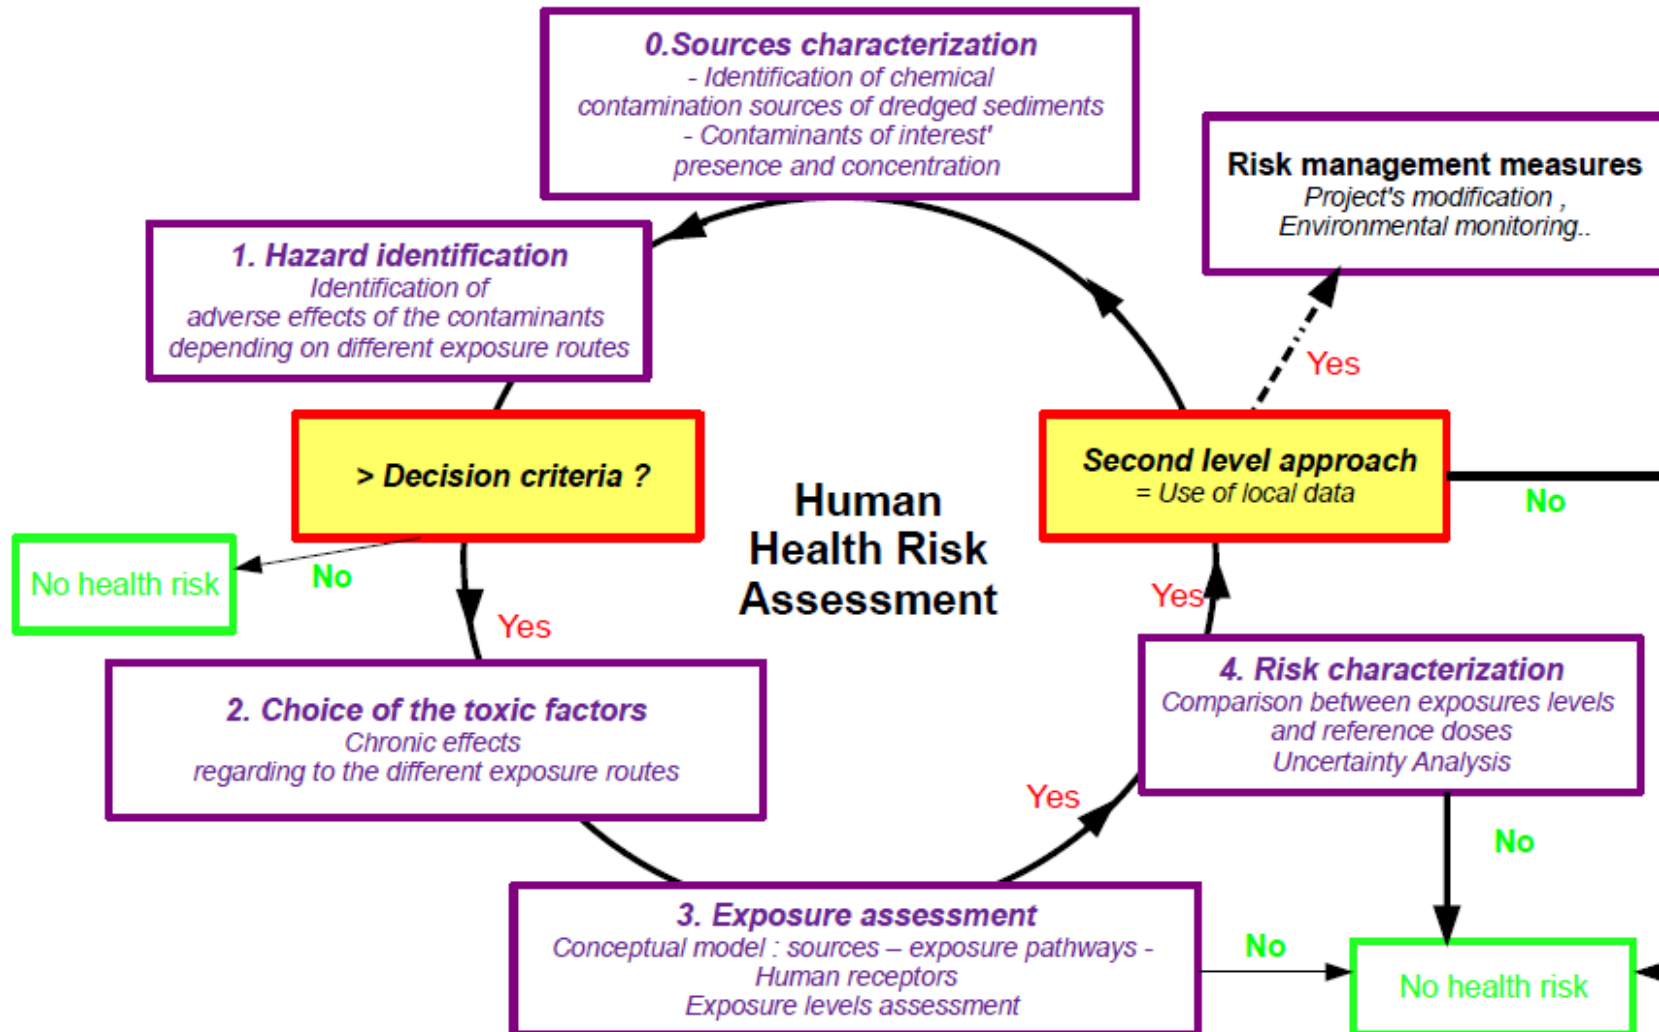 0.Sources characterization
- Identification of chemical
contamination sources of dredged sediments
- Contaminants of interest'
presence and concentration
Risk management measures
Project's modification ,
Environmental monitoring..
1. Hazard identification
Identification of
adverse effects of the contaminants
depending on different exposure routes
Yes
> Decision criteria ?
Second level approach
= Use of local data
No
Human
Health Risk
Assessment
No health risk
No
Yes
Yes
2. Choice of the toxic factors
Chronic effects
regarding to the different exposure routes
4. Risk characterization
Comparison between exposures levels
and reference doses
Uncertainty Analysis
Yes
No
3. Exposure assessment
Conceptual model : sources – exposure pathways -
Human receptors
Exposure levels assessment
No
No health risk